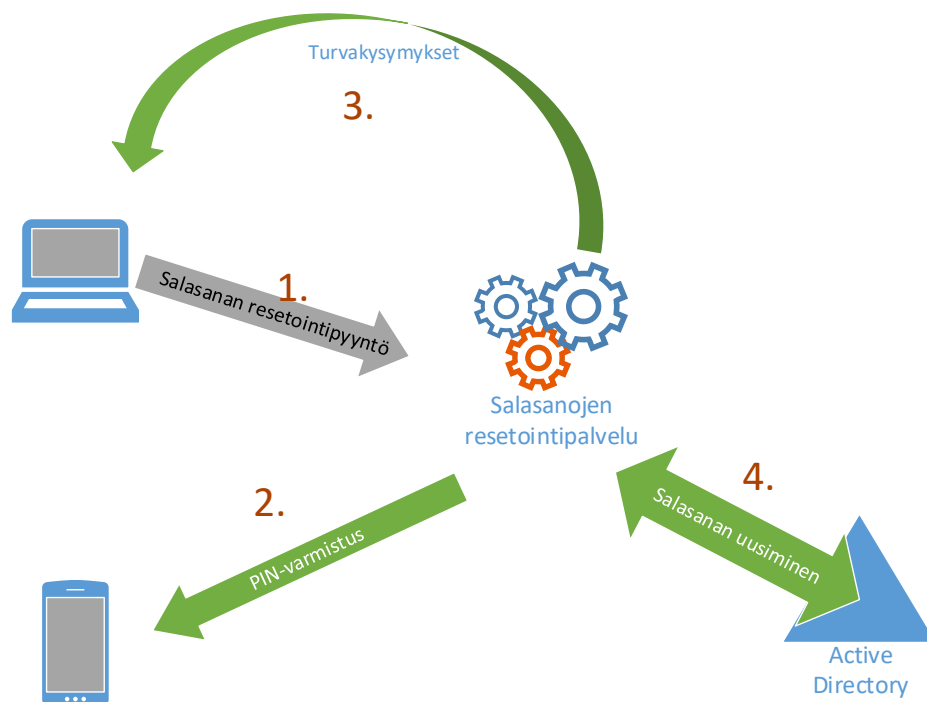 Turvakysymykset
3.
1.
Salasanan resetointipyyntö
Salasanojen
resetointipalvelu
2.
PIN-varmistus
4.
Salasanan uusiminen
Active
Directory